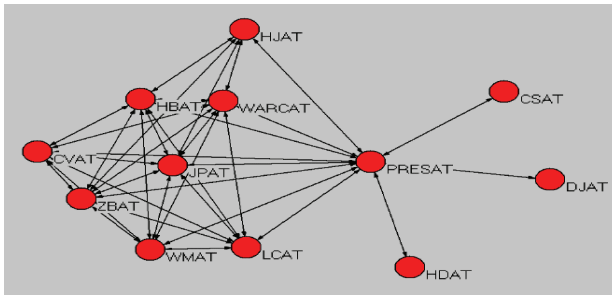 HJAT
CSAT
HBAT
WARCAT
CVAT
JPAT
PRESAT
DJAT
ZBAT
WMAT
LCAT
HDAT